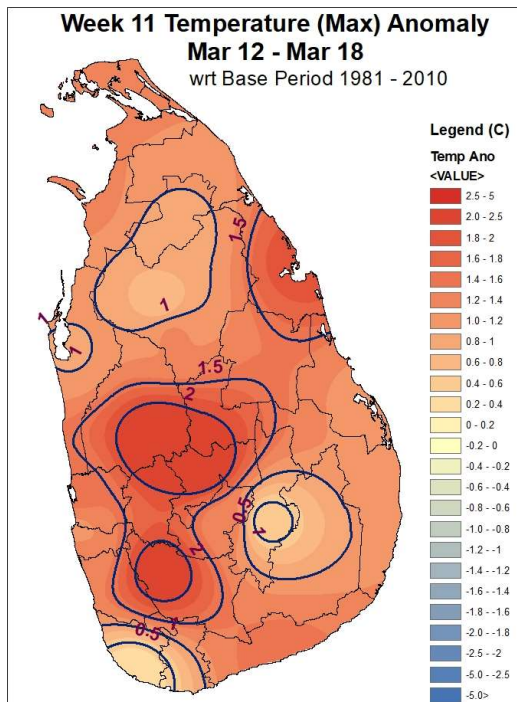 Week 11 Temperature (Max) Anomaly
Mar 12 - Mar 18
wrt Base Period 1981 - 2010
Legend (C)
Temp Ano
<VALUE>
2.5 - 5
2.0 - 2.5
1.8 - 2
1.6 - 1.8
1.4 - 1.6
1.2 - 1.4
1.0 - 1.2
0.8 - 1
0.6 - 0.8
0.4 - 0.6
0.2 - 0.4
0 - 0.2
-0.2 - 0
-0.4 - -0.2
-0.6 - -0.4
-0.8 - -0.6
-1.0 - -0.8
-1.2 - -1
-1.4 - -1.2
-1.6 - -1.4
-1.8 - -1.6
-2.0 - -1.8
-2.5 - -2
-5.0 - -2.5
-5.0>
1.5
1
1
1
1.5
2
0.5
1
2
1
0.5